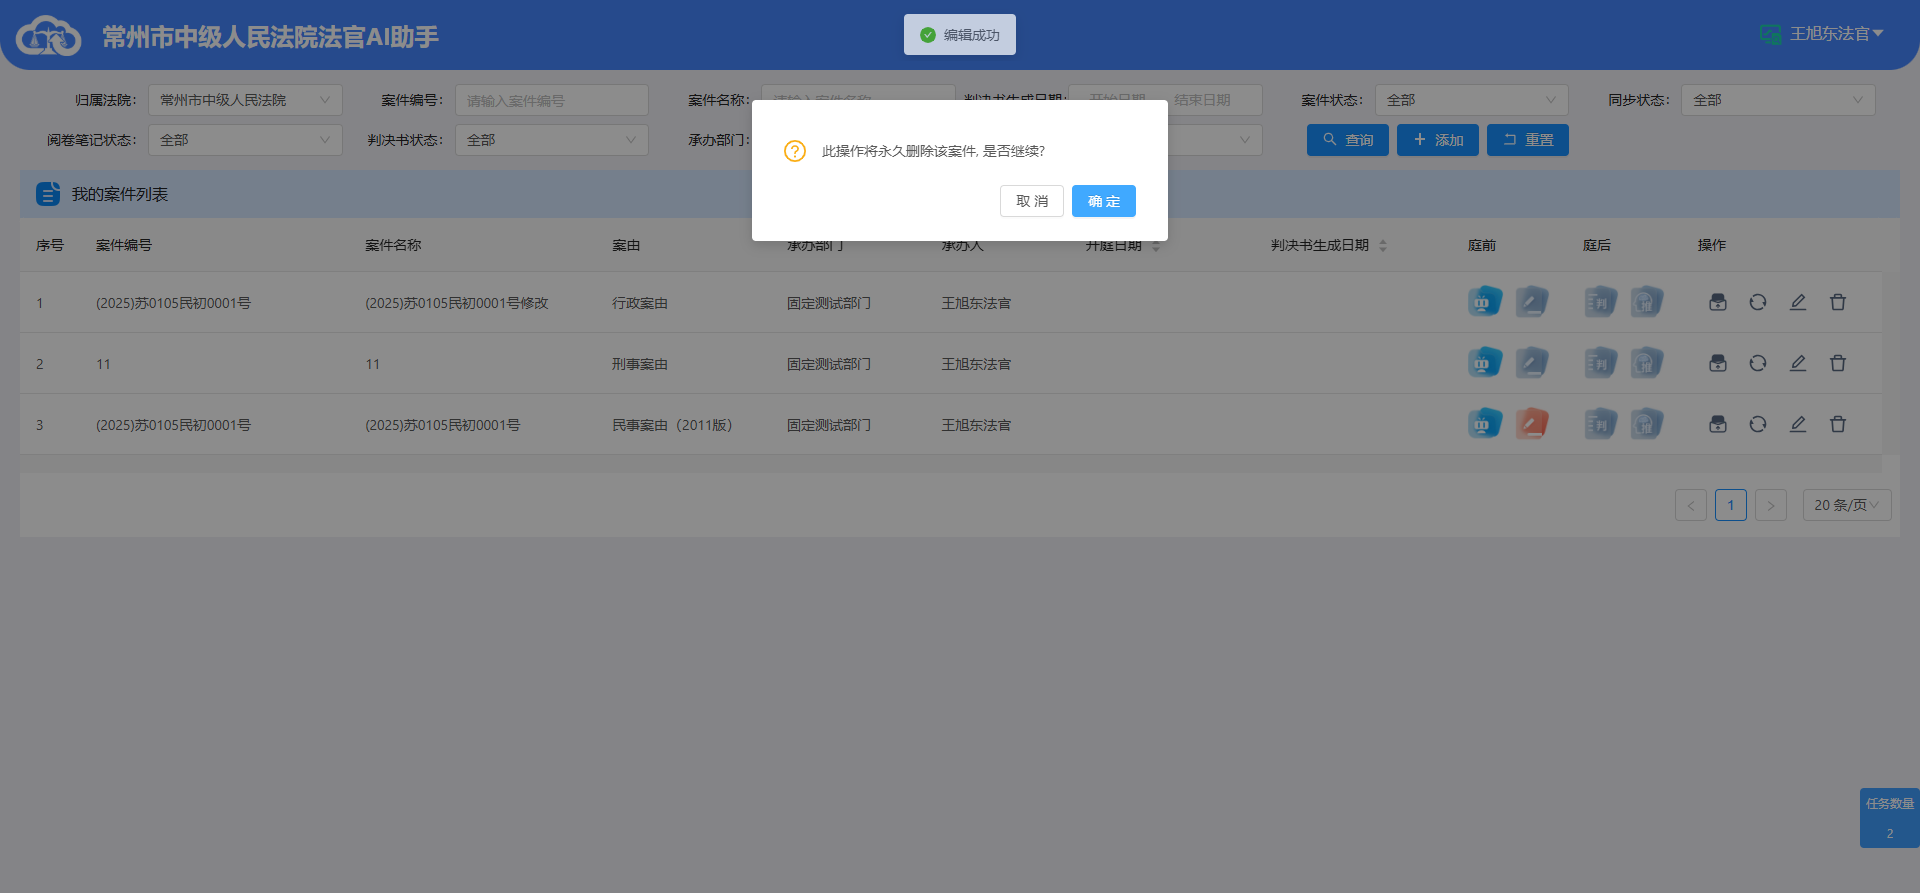 常州市中级人民法院法官AI助手
编辑成功
王旭东法官
归属法院： 常州市中级人民法院
案件编号： 请输入案件编号
案件名称： 请输入案件名称
判决书生成日期： 开始日期 结束日期
案件状态： 全部
同步状态： 全部
阅卷笔记状态： 全部
判决书状态： 全部
承办部门：
查询
添加
重置
此操作将永久删除该案件, 是否继续?
取 消
确 定
我的案件列表
序号 案件编号 案件名称 案由 承办部门 承办人 开庭日期 判决书生成日期 庭前 庭后 操作
1 (2025)苏0105民初0001号 (2025)苏0105民初0001号修改 行政案由 固定测试部门 王旭东法官 判 推
2 11 11 刑事案由 固定测试部门 王旭东法官 判 推
3 (2025)苏0105民初0001号 (2025)苏0105民初0001号 民事案由（2011版） 固定测试部门 王旭东法官 判 推
1
20 条/页
任务数量
2